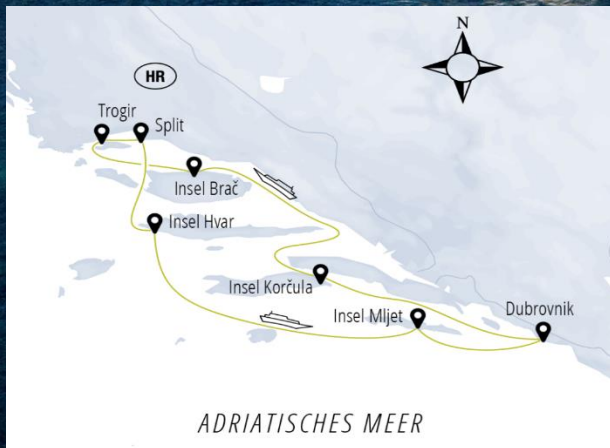 N
HR
Trogir
Split
Insel Brač
Insel Hvar
Insel Korčula
Insel Mljet
Dubrovnik
ADRIATISCHES MEER